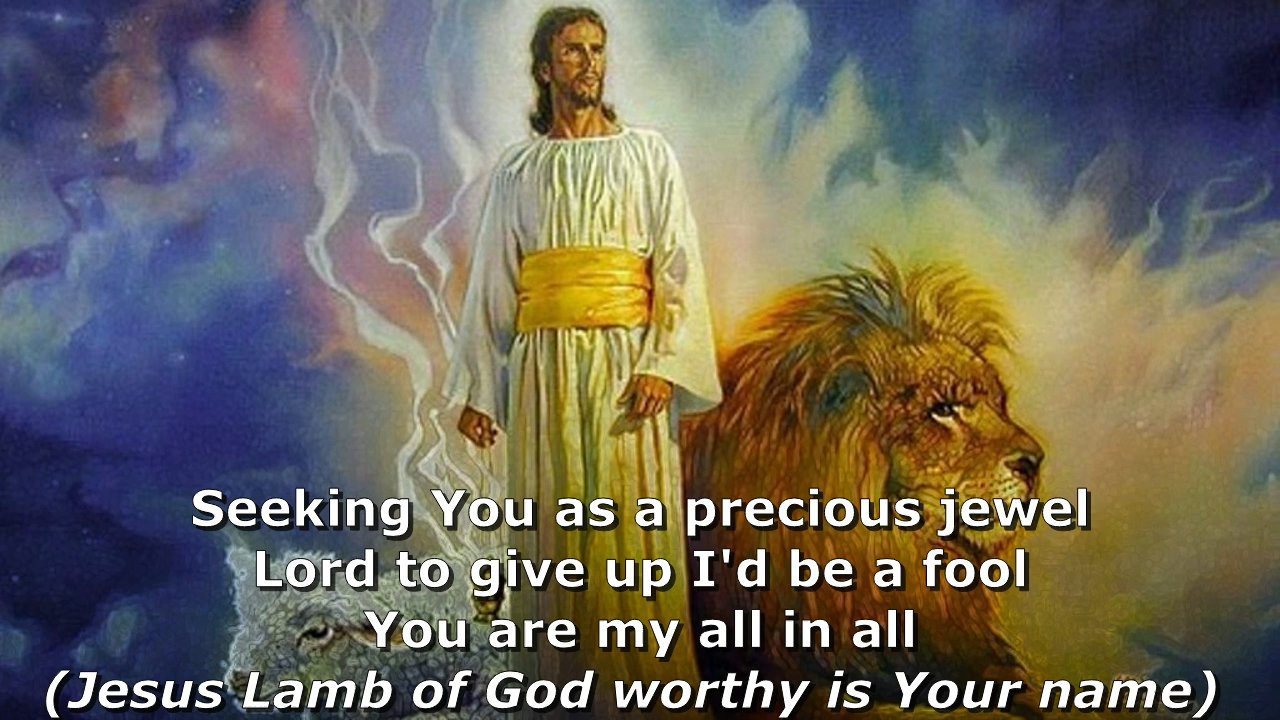 Seeking You as a precious jewel
Lord to give up I'd be a fool
You are my all in all
(Jesus Lamb of God worthy is Your name)